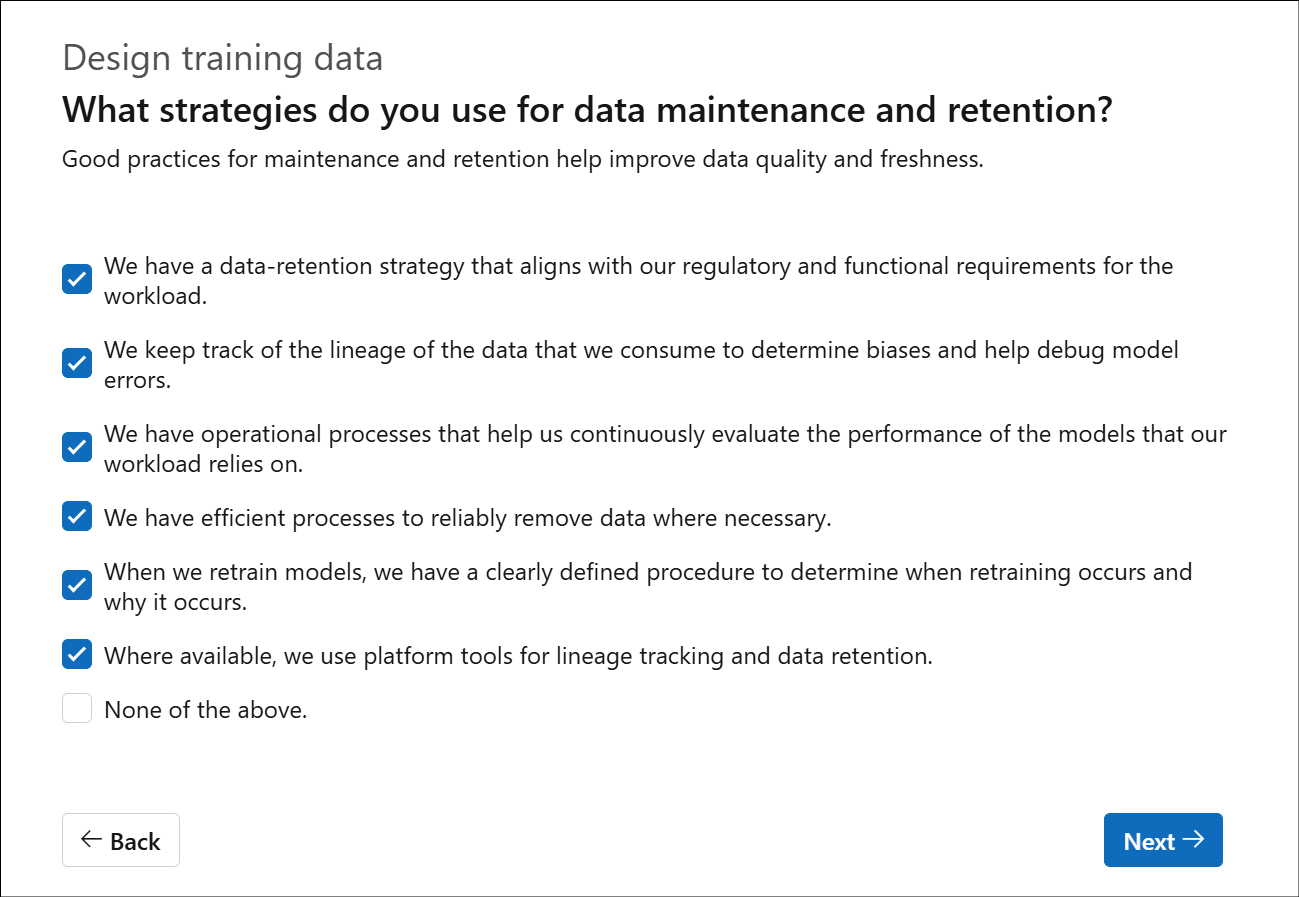 Design training data
What strategies do you use for data maintenance and retention?
Good practices for maintenance and retention help improve data quality and freshness.
We have a data-retention strategy that aligns with our regulatory and functional requirements for the
workload.
We keep track of the lineage of the data that we consume to determine biases and help debug model
errors.
We have operational processes that help us continuously evaluate the performance of the models that our
workload relies on.
We have efficient processes to reliably remove data where necessary.
When we retrain models, we have a clearly defined procedure to determine when retraining occurs and
why it occurs.
Where available, we use platform tools for lineage tracking and data retention.
None of the above.
← Back
Next →